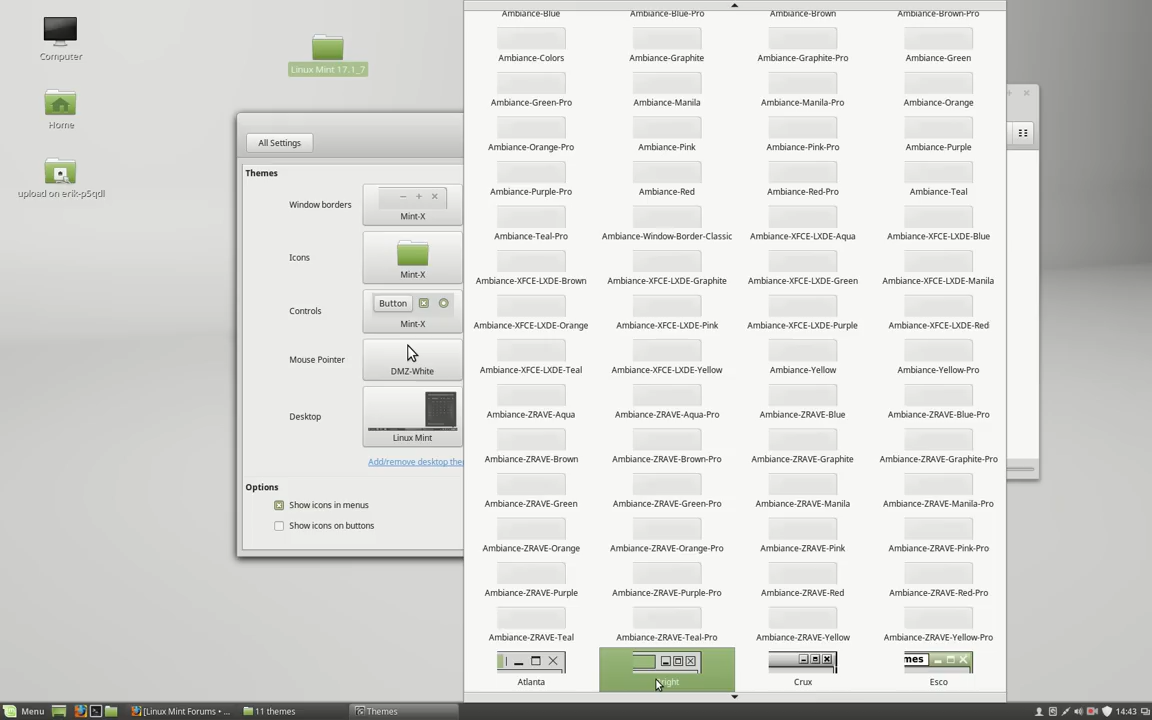 Computer
Home
upload on erik-p5qdl
Linux Mint 17.1_7
All Settings
Themes
Window borders
Mint-X
Icons
Mint-X
Controls
Button
Mint-X
Mouse Pointer
DMZ-White
Desktop
Linux Mint
Add/remove desktop the
Options
Show icons in menus
Show icons on buttons
Ambiance-Blue Ambiance-Blue-Pro Ambiance-Brown Ambiance-Brown-Pro
Ambiance-Colors Ambiance-Graphite Ambiance-Graphite-Pro Ambiance-Green
Ambiance-Green-Pro Ambiance-Manila Ambiance-Manila-Pro Ambiance-Orange
Ambiance-Orange-Pro Ambiance-Pink Ambiance-Pink-Pro Ambiance-Purple
Ambiance-Purple-Pro Ambiance-Red Ambiance-Red-Pro Ambiance-Teal
Ambiance-Teal-Pro Ambiance-Window-Border-Classic Ambiance-XFCE-LXDE-Aqua Ambiance-XFCE-LXDE-Blue
Ambiance-XFCE-LXDE-Brown Ambiance-XFCE-LXDE-Graphite Ambiance-XFCE-LXDE-Green Ambiance-XFCE-LXDE-Manila
Ambiance-XFCE-LXDE-Orange Ambiance-XFCE-LXDE-Pink Ambiance-XFCE-LXDE-Purple Ambiance-XFCE-LXDE-Red
Ambiance-XFCE-LXDE-Teal Ambiance-XFCE-LXDE-Yellow Ambiance-Yellow Ambiance-Yellow-Pro
Ambiance-ZRAVE-Aqua Ambiance-ZRAVE-Aqua-Pro Ambiance-ZRAVE-Blue Ambiance-ZRAVE-Blue-Pro
Ambiance-ZRAVE-Brown Ambiance-ZRAVE-Brown-Pro Ambiance-ZRAVE-Graphite Ambiance-ZRAVE-Graphite-Pro
Ambiance-ZRAVE-Green Ambiance-ZRAVE-Green-Pro Ambiance-ZRAVE-Manila Ambiance-ZRAVE-Manila-Pro
Ambiance-ZRAVE-Orange Ambiance-ZRAVE-Orange-Pro Ambiance-ZRAVE-Pink Ambiance-ZRAVE-Pink-Pro
Ambiance-ZRAVE-Purple Ambiance-ZRAVE-Purple-Pro Ambiance-ZRAVE-Red Ambiance-ZRAVE-Red-Pro
Ambiance-ZRAVE-Teal Ambiance-ZRAVE-Teal-Pro Ambiance-ZRAVE-Yellow Ambiance-ZRAVE-Yellow-Pro
mes
Atlanta right Crux Esco
Menu [Linux Mint Forums • ... 11 themes Themes 14:43